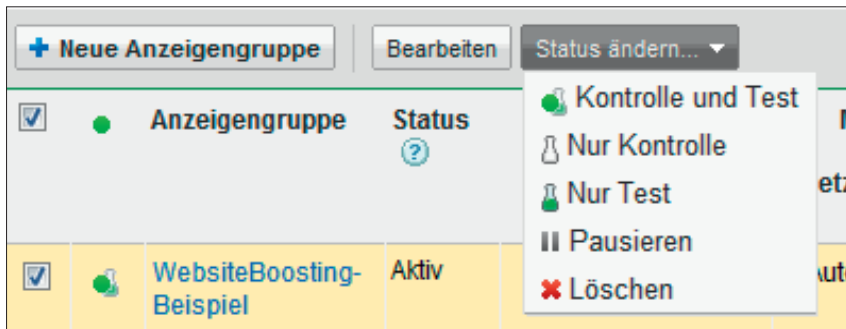 Neue Anzeigengruppe
Bearbeiten
Status ändern...
Kontrolle und Test
Nur Kontrolle
Nur Test
Pausieren
Löschen
Anzeigengruppe
Status
?
WebsiteBoosting-
Beispiel
Aktiv